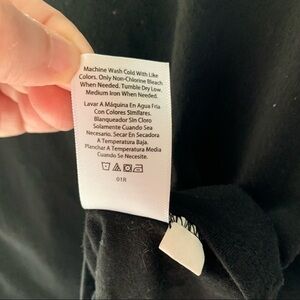 Machine Wash Cold With Like
Colors. Only Non-Chlorine Bleach
When Needed. Tumble Dry Low.
Medium Iron When Needed.
Lavar A Máquina En Agua Fria
Con Colores Similares.
Blanqueador Sin Cloro
Solamente Cuando Sea
Necesario. Secar En Secadora
A Temperatura Baja.
Planchar A Temperatura Media
Cuando Se Necesite.
01R